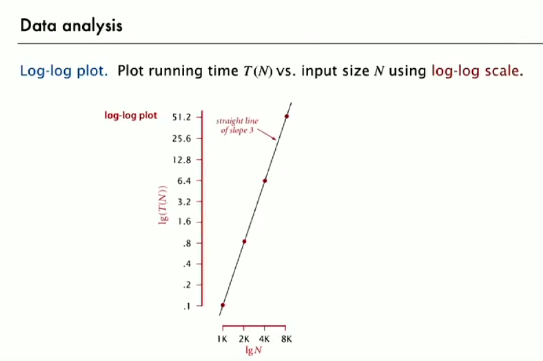 Data analysis
Log-log plot. Plot running time T(N) vs. input size N using log-log scale.
log-log plot
straight line
of slope 3
51.2
25.6
12.8
6.4
3.2
1.6
.8
.4
.2
.1
lg(T(N))
1K 2K 4K 8K
lg N